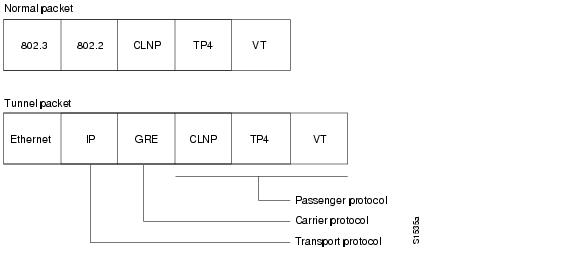 Normal packet
802.3 802.2 CLNP TP4 VT
Tunnel packet
Ethernet IP GRE CLNP TP4 VT
Passenger protocol
Carrier protocol
Transport protocol
S1535a